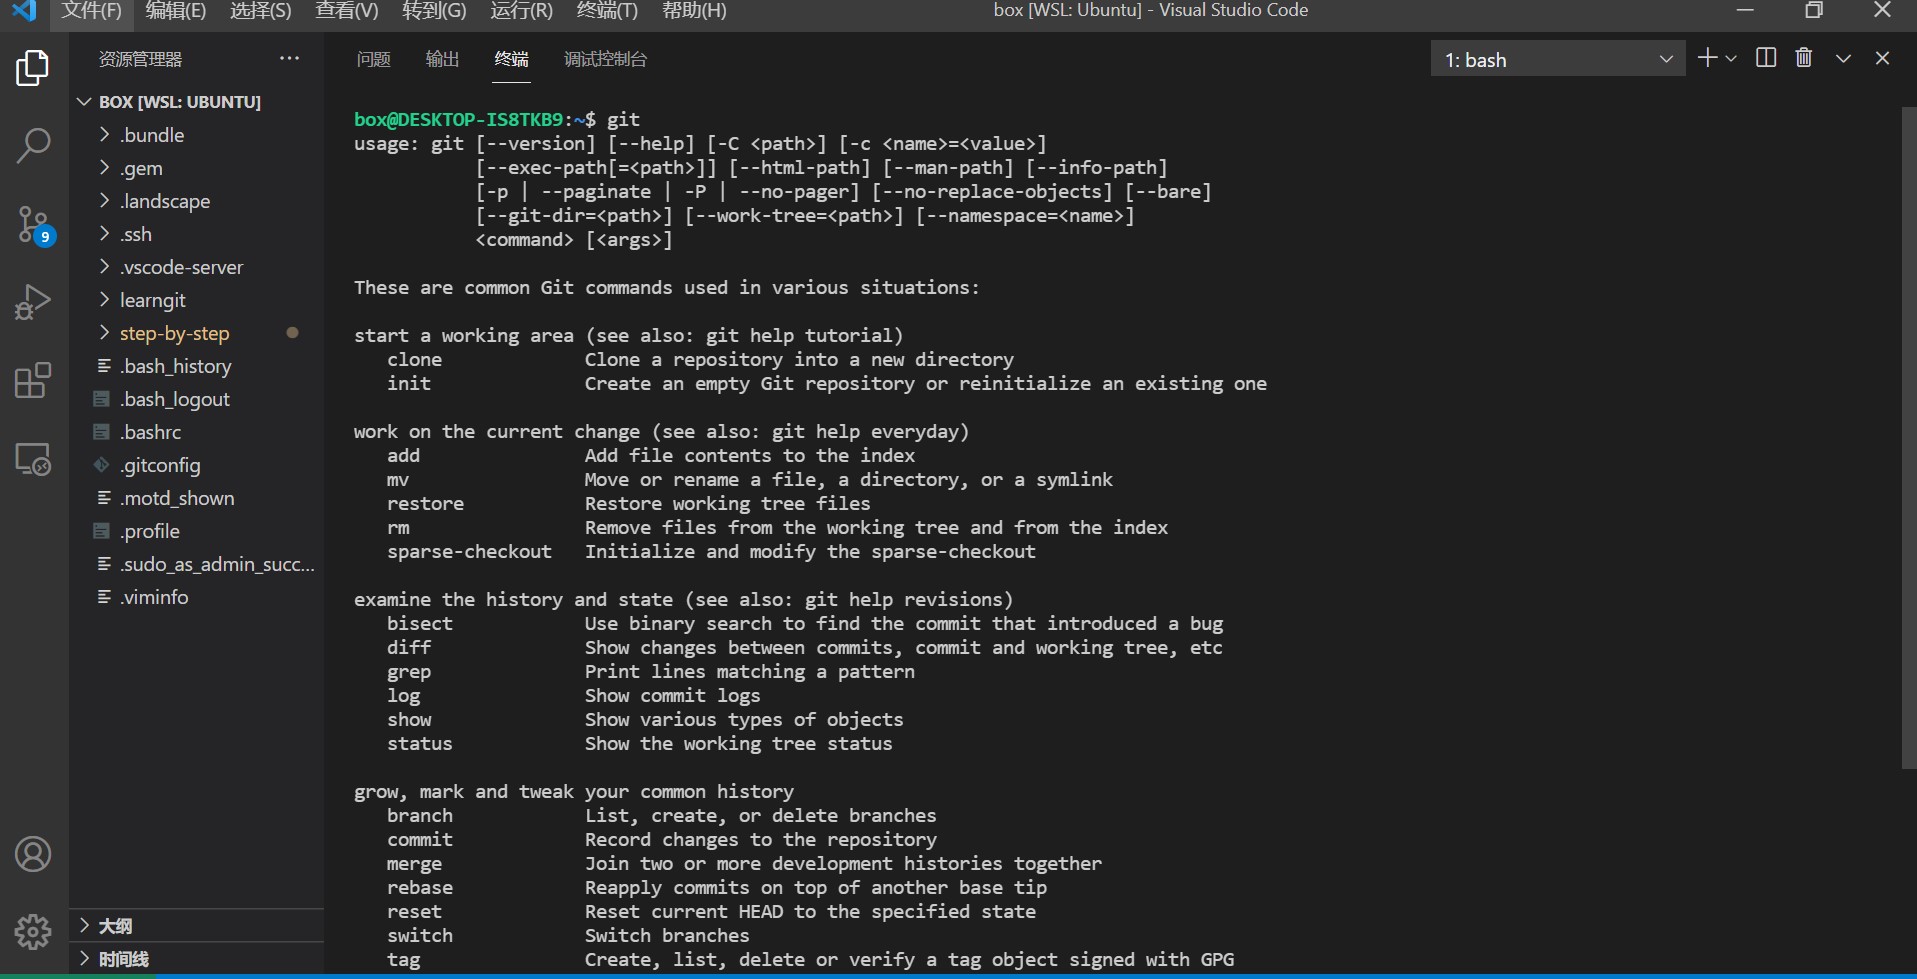 文件(F) 编辑(E) 选择(S) 查看(V) 转到(G) 运行(R) 终端(T) 帮助(H) box [WSL: Ubuntu] - Visual Studio Code
资源管理器
BOX [WSL: UBUNTU]
.bundle
.gem
.landscape
.ssh
.vscode-server
learngit
step-by-step
.bash_history
.bash_logout
.bashrc
.gitconfig
.motd_shown
.profile
.sudo_as_admin_succ...
.viminfo
大纲
时间线
9
问题 输出 终端 调试控制台 1: bash
box@DESKTOP-IS8TKB9:~$ git
usage: git [--version] [--help] [-C <path>] [-c <name>=<value>]
[--exec-path[=<path>]] [--html-path] [--man-path] [--info-path]
[-p | --paginate | -P | --no-pager] [--no-replace-objects] [--bare]
[--git-dir=<path>] [--work-tree=<path>] [--namespace=<name>]
<command> [<args>]
These are common Git commands used in various situations:
start a working area (see also: git help tutorial)
clone Clone a repository into a new directory
init Create an empty Git repository or reinitialize an existing one
work on the current change (see also: git help everyday)
add Add file contents to the index
mv Move or rename a file, a directory, or a symlink
restore Restore working tree files
rm Remove files from the working tree and from the index
sparse-checkout Initialize and modify the sparse-checkout
examine the history and state (see also: git help revisions)
bisect Use binary search to find the commit that introduced a bug
diff Show changes between commits, commit and working tree, etc
grep Print lines matching a pattern
log Show commit logs
show Show various types of objects
status Show the working tree status
grow, mark and tweak your common history
branch List, create, or delete branches
commit Record changes to the repository
merge Join two or more development histories together
rebase Reapply commits on top of another base tip
reset Reset current HEAD to the specified state
switch Switch branches
tag Create, list, delete or verify a tag object signed with GPG